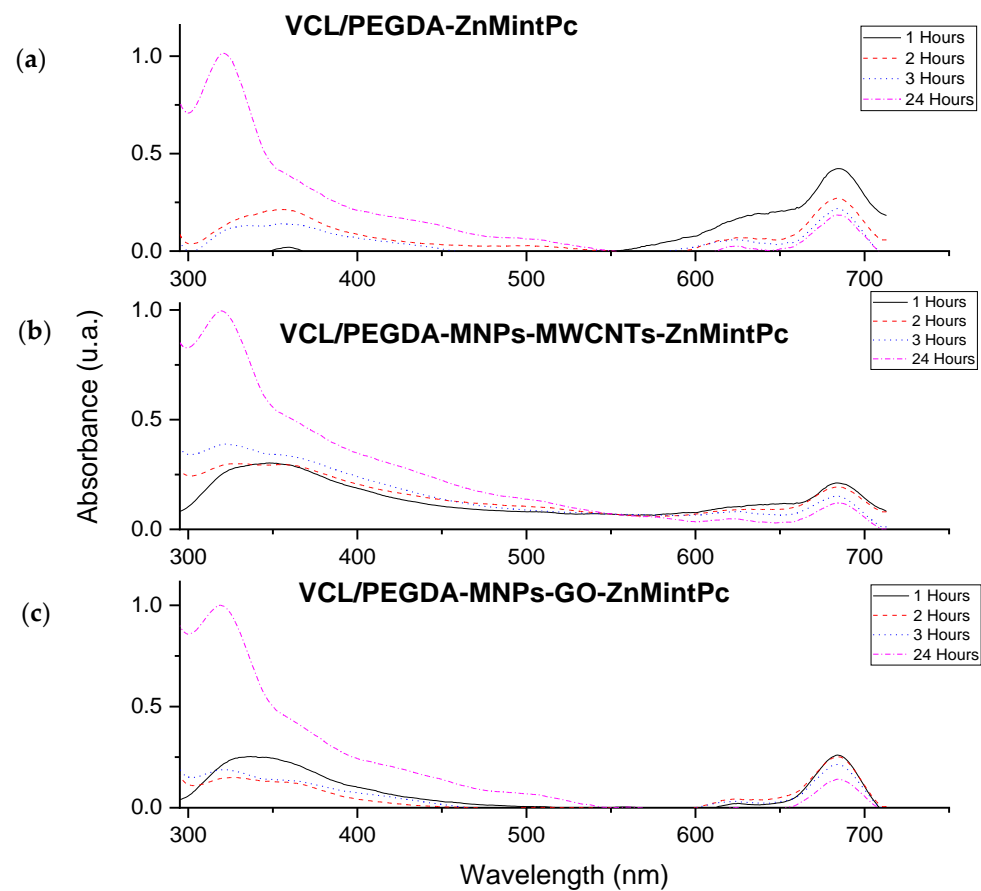 (a)
VCL/PEGDA-ZnMintPc
1 Hours
2 Hours
3 Hours
24 Hours
1.0
0.5
0.0
300 400 500 600 700
(b)
VCL/PEGDA-MNPs-MWCNTs-ZnMintPc
1 Hours
2 Hours
3 Hours
24 Hours
1.0
0.5
0.0
300 400 500 600 700
Absorbance (u.a.)
(c)
VCL/PEGDA-MNPs-GO-ZnMintPc
1 Hours
2 Hours
3 Hours
24 Hours
1.0
0.5
0.0
300 400 500 600 700
Wavelength (nm)